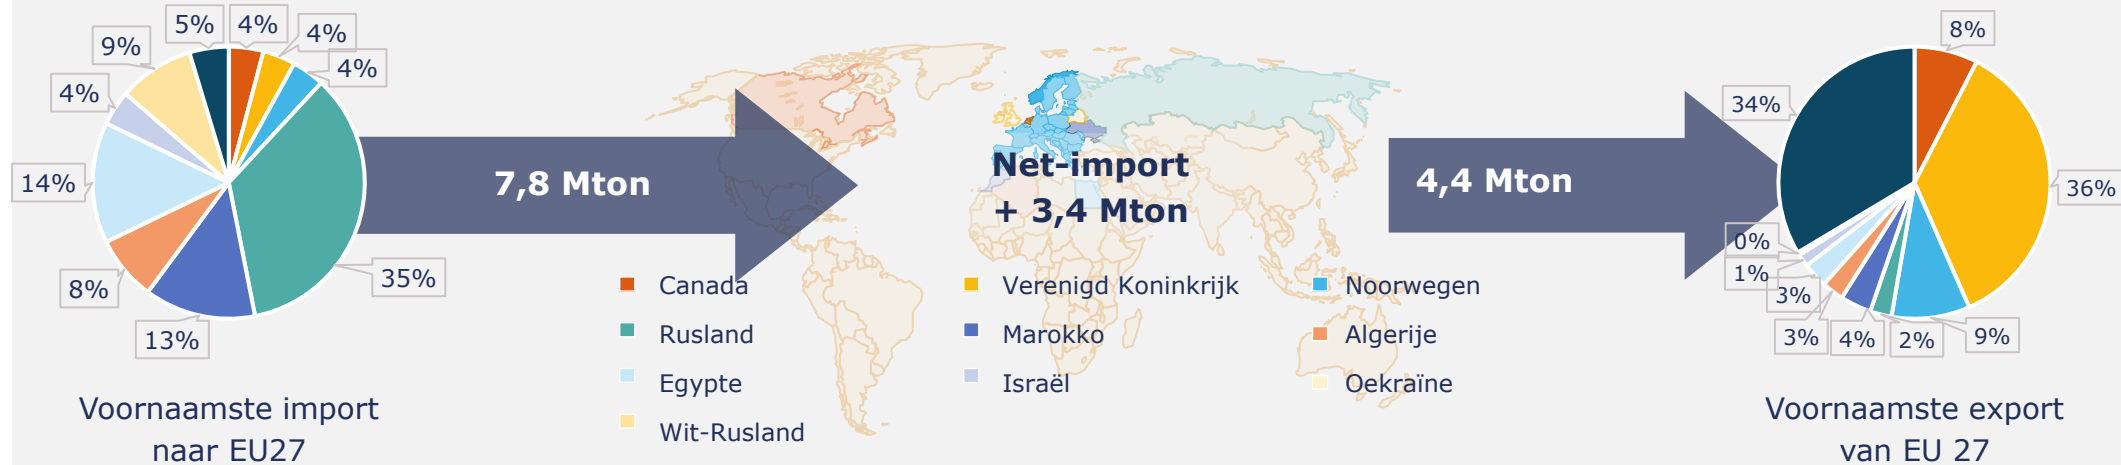 5%
4%
4%
4%
9%
4%
14%
8%
13%
35%
Voornaamste import
naar EU27
7,8 Mton
Net-import
+ 3,4 Mton
4,4 Mton
Canada
Verenigd Koninkrijk
Noorwegen
Rusland
Marokko
Algerije
Egypte
Israël
Oekraïne
Wit-Rusland
8%
34%
36%
0%
1%
3%
3%
4%
2%
9%
Voornaamste export
van EU 27